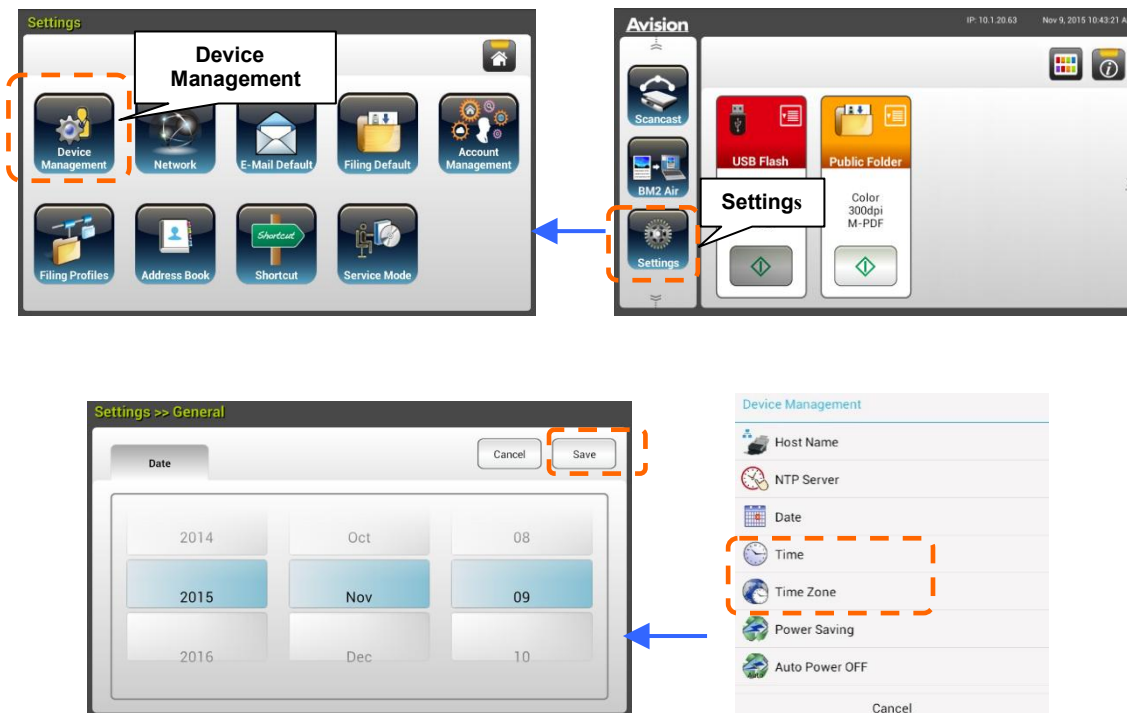 Settings
Device
Management
Device
Management
Network
E-Mail Default
Filing Default
Account
Management
Filing Profiles
Address Book
Shortcut
Shortcut
Service Mode
Avision
IP: 10.1.20.63
Nov 9, 2015 10:43:21 A
Scancast
BM2 Air
Settings
Settings
USB Flash
Public Folder
Color
300dpi
M-PDF
Settings >> General
Date
Cancel
Save
2014 Oct 08
2015 Nov 09
2016 Dec 10
Device Management
Host Name
NTP Server
Date
Time
Time Zone
Power Saving
Auto Power OFF
Cancel